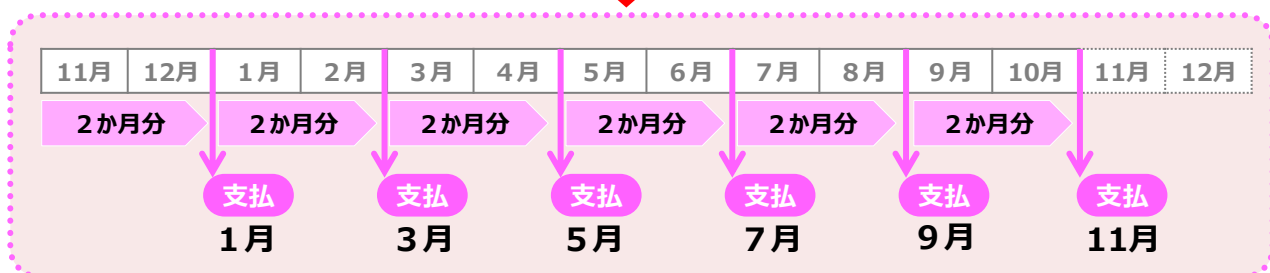 11月 12月 1月 2月 3月 4月 5月 6月 7月 8月 9月 10月 11月 12月
2か月分 2か月分 2か月分 2か月分 2か月分 2か月分
支払 支払 支払 支払 支払 支払
1月 3月 5月 7月 9月 11月